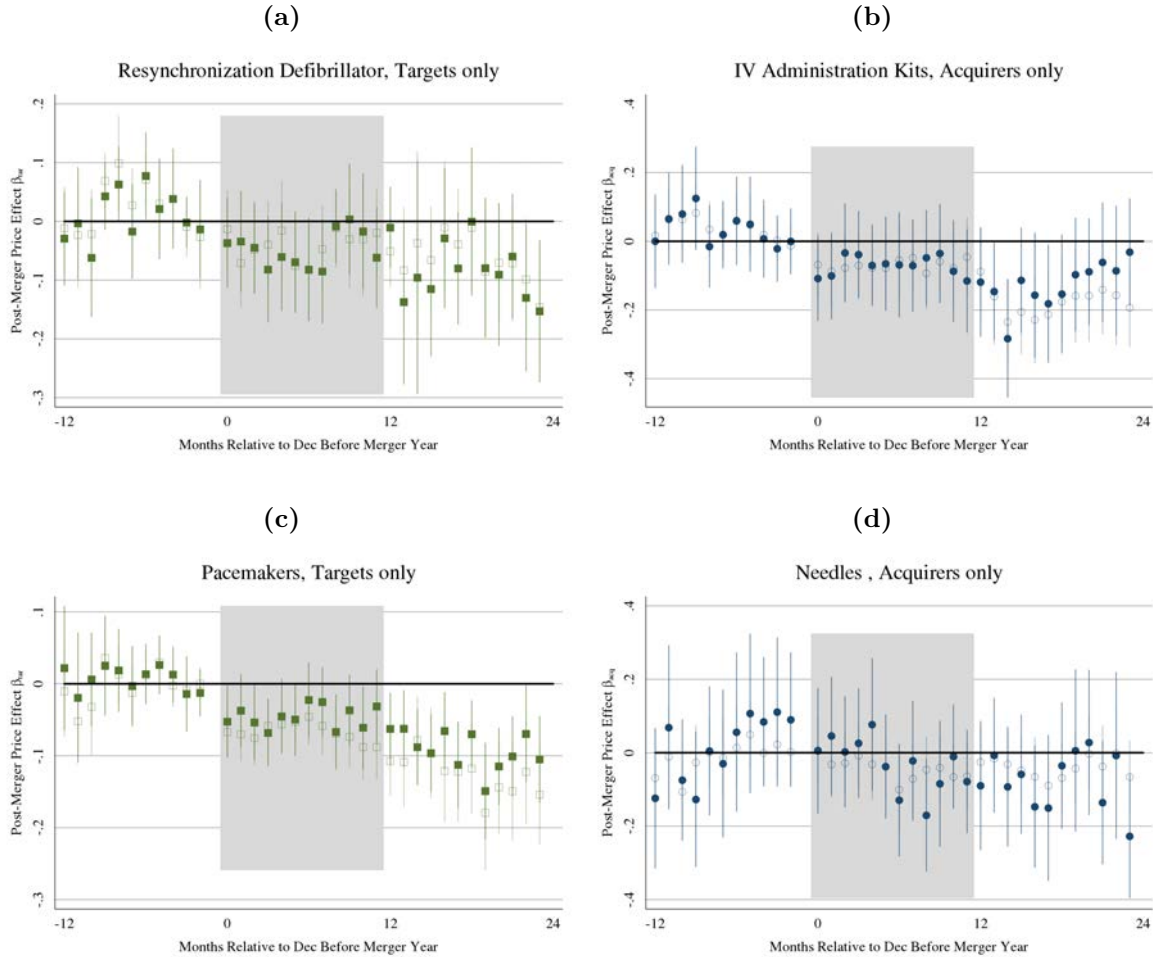 (a)
Resynchronization Defibrillator, Targets only
Post-Merger Price Effect βtar
.2
.1
0
-.1
-.2
-.3
-12
0
12
24
Months Relative to Dec Before Merger Year
(b)
IV Administration Kits, Acquirers only
Post-Merger Price Effect βacq
.4
.2
0
-.2
-.4
-12
0
12
24
Months Relative to Dec Before Merger Year
(c)
Pacemakers, Targets only
Post-Merger Price Effect βtar
.1
0
-.1
-.2
-.3
-12
0
12
24
Months Relative to Dec Before Merger Year
(d)
Needles , Acquirers only
Post-Merger Price Effect βacq
.4
.2
0
-.2
-.4
-12
0
12
24
Months Relative to Dec Before Merger Year